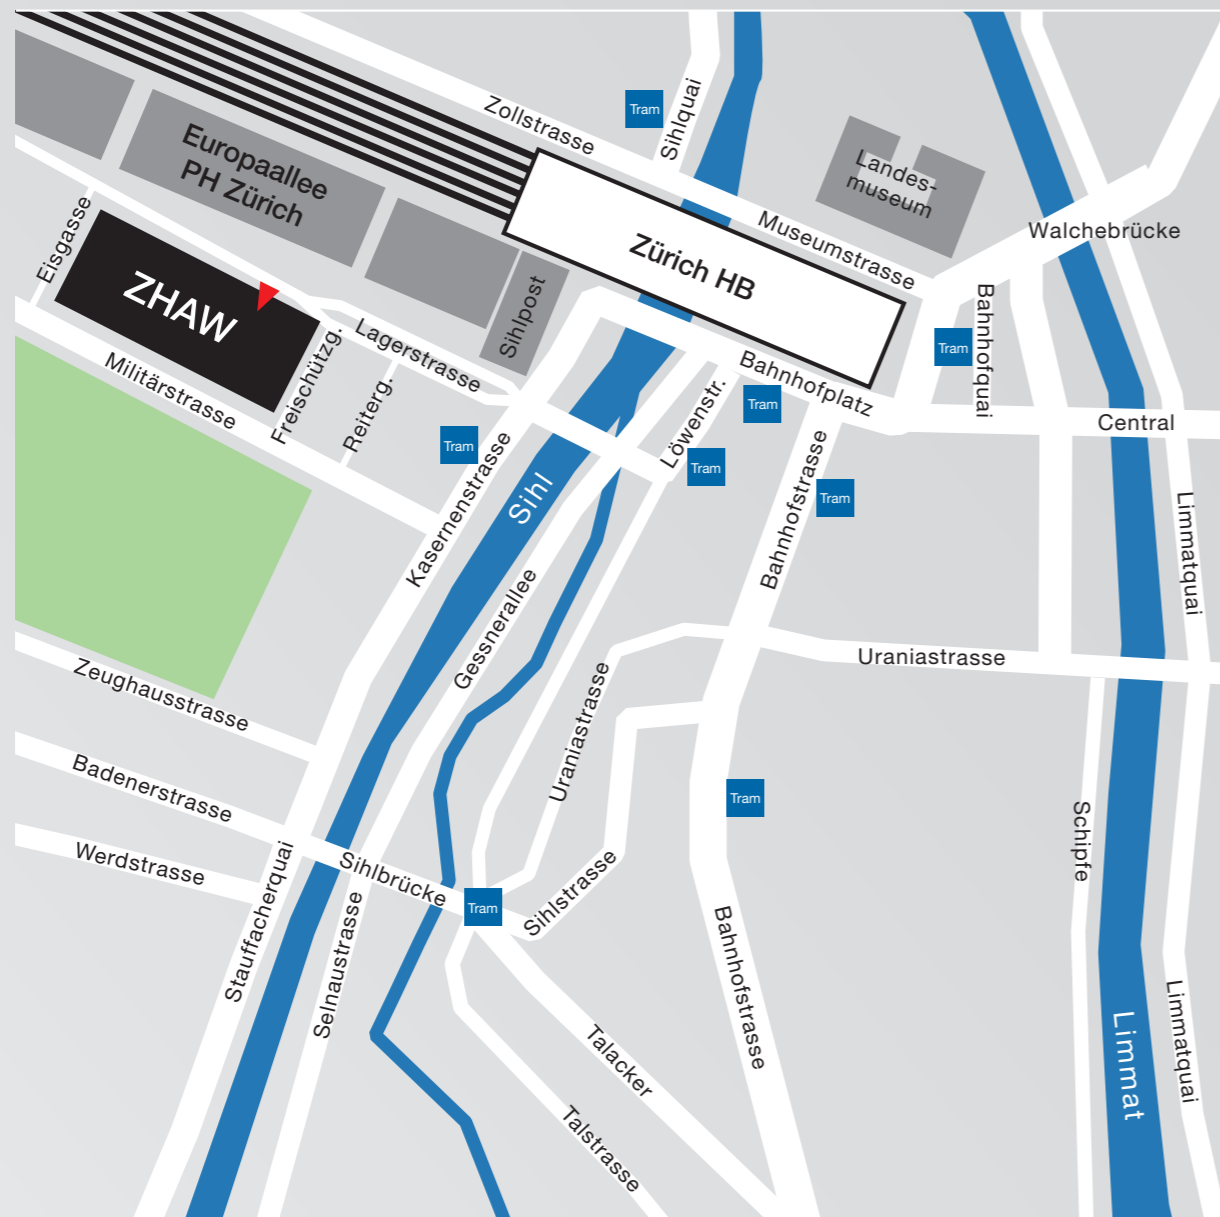 Tram
Zollstrasse
Sihlquai
Europaallee
PH Zürich
Landes-
museum
Museumstrasse
Walchebrücke
Eisgasse
ZHAW
Zürich HB
Sihlpost
Bahnhofquai
Tram
Lagerstrasse
Freischützg.
Reiterg.
Militärstrasse
Bahnhofplatz
Löwenstr.
Tram
Central
Tram
Tram
Tram
Kasernenstrasse
Sihl
Bahnhofstrasse
Limmatquai
Gessnerallee
Uraniastrasse
Uraniastrasse
Zeughausstrasse
Badenerstrasse
Tram
Schipfe
Werdstrasse
Sihlbrücke
Tram
Sihlstrasse
Stauffacherquai
Selnaustrasse
Bahnhofstrasse
Limmatquai
Limmat
Talacker
Talstrasse